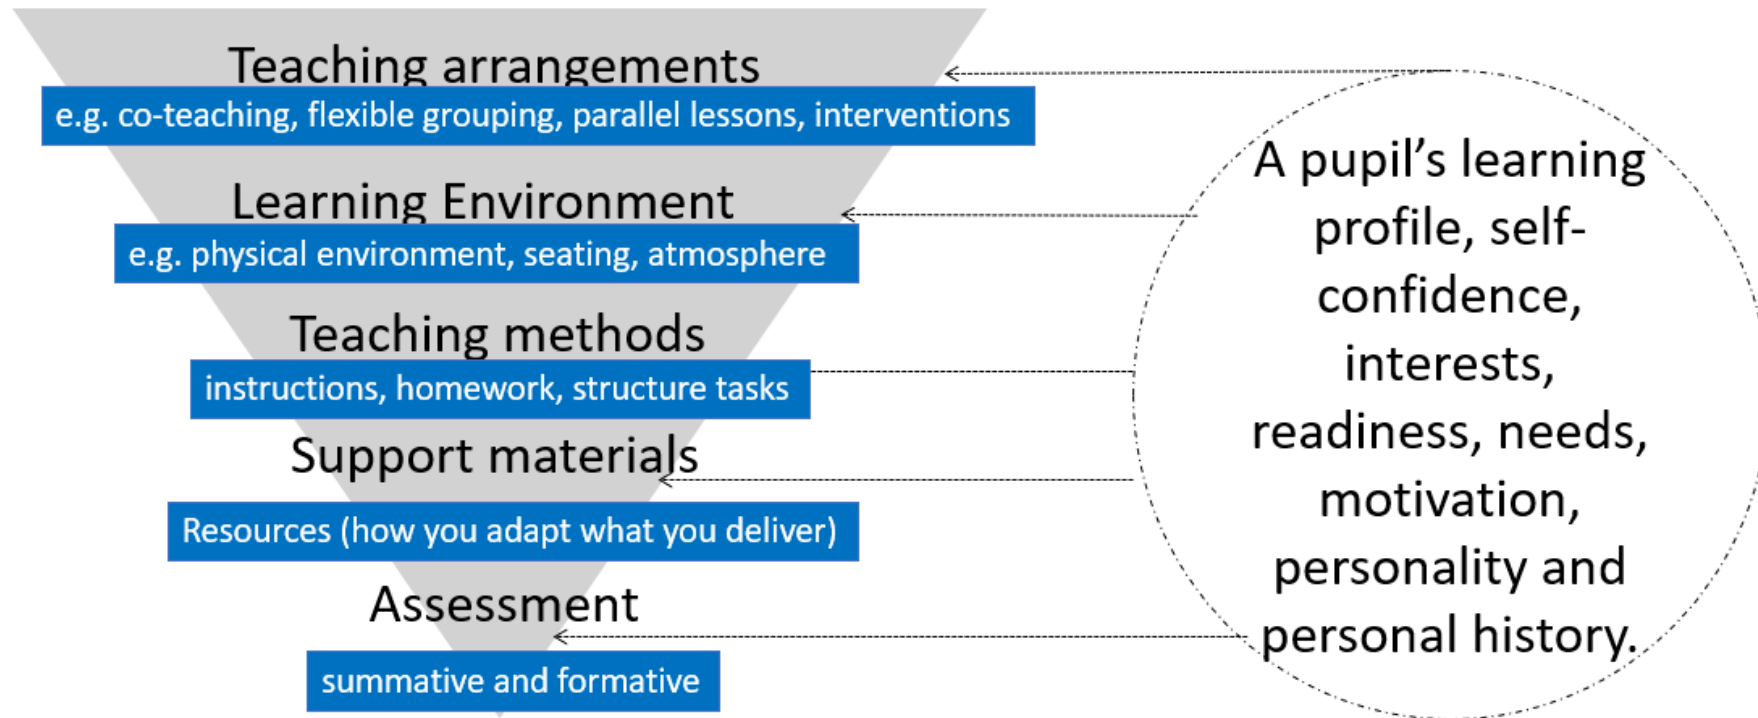 Teaching arrangements
e.g. co-teaching, flexible grouping, parallel lessons, interventions
Learning Environment
e.g. physical environment, seating, atmosphere
Teaching methods
instructions, homework, structure tasks
Support materials
Resources (how you adapt what you deliver)
Assessment
summative and formative
A pupil’s learning
profile, self-
confidence,
interests,
readiness, needs,
motivation,
personality and
personal history.